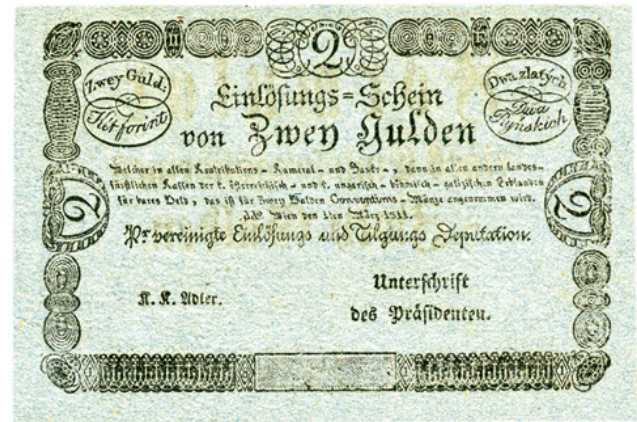 2
Zwey Guld:
Két forint
Dwa zlatych
Dwa Rynskich
Einlösungs=Schein
von Zwey Gulden
Welcher in allen Kontributions- Kameral- und Banko-, dann in allen andern landes-
fürstlichen Kassen der k. österreichisch- und k. ungarisch- böhmisch- galizischen Erblanden
für bares Geld, das ist für Zwey Gulden Conventions-Münze angenommen wird.
Wien den 1ten März 1811.
2
2
Pr vereinigte Einlösungs und Tilgungs Deputation.
K. K. Adler.
Unterschrift
des Präsidenten.